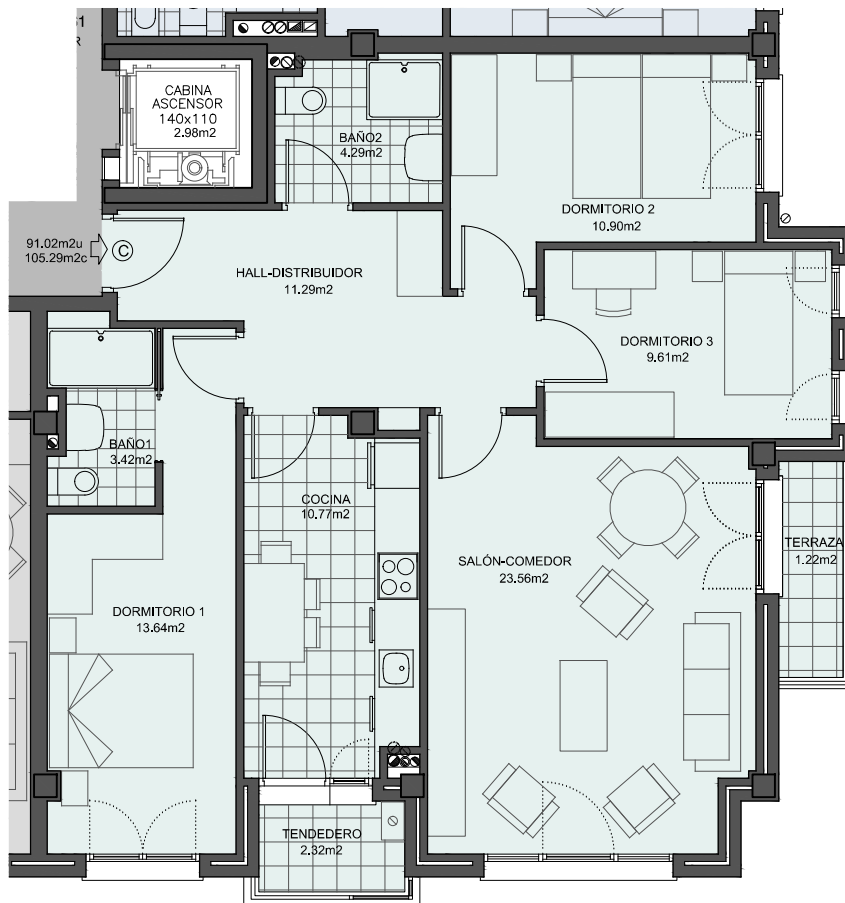 CABINA
ASCENSOR
140x110
2.98m2
BAÑO2
4.29m2
DORMITORIO 2
10.90m2
91.02m2u
105.29m2c
C
HALL-DISTRIBUIDOR
11.29m2
DORMITORIO 3
9.61m2
BAÑO1
3.42m2
COCINA
10.77m2
SALÓN-COMEDOR
23.56m2
TERRAZA
1.22m2
DORMITORIO 1
13.64m2
TENDEDERO
2.32m2